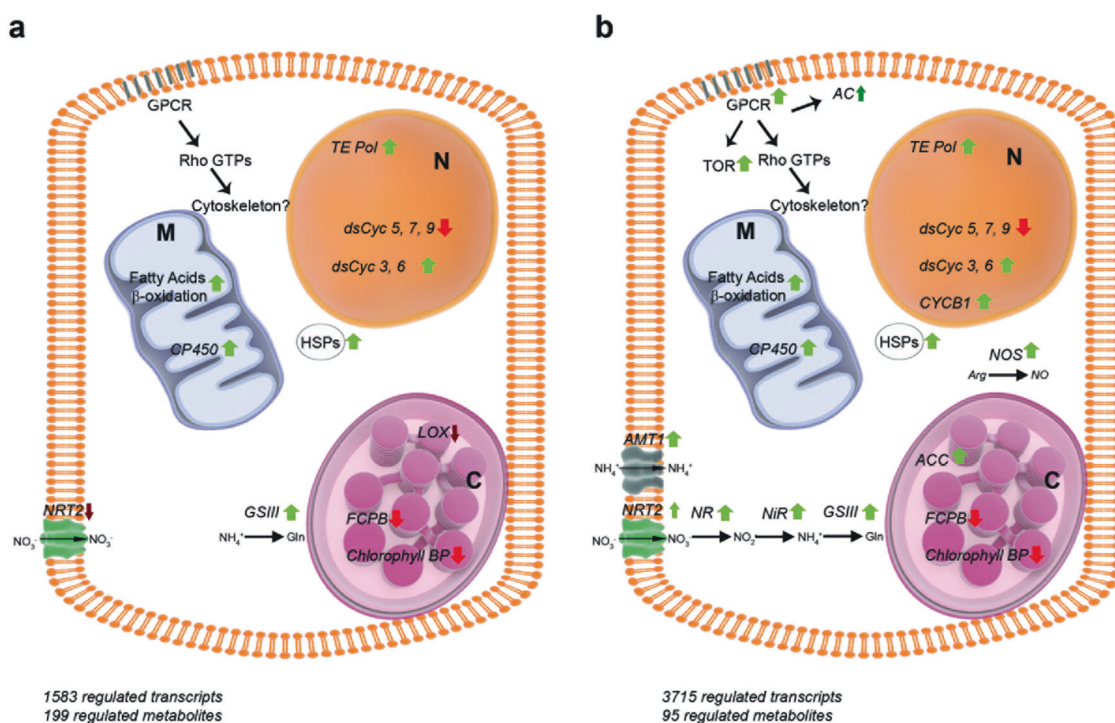 a
GPCR
Rho GTPs
Cytoskeleton?
N
TE Pol
dsCyc 5, 7, 9
dsCyc 3, 6
M
Fatty Acids
β-oxidation
CP450
HSPs
LOX
C
FCPB
Chlorophyll BP
NRT2
NO₃⁻ NO₃⁻
GSIII
NH₄⁺ Gln
1583 regulated transcripts
199 regulated metabolites
b
GPCR
AC
TOR
Rho GTPs
Cytoskeleton?
N
TE Pol
dsCyc 5, 7, 9
dsCyc 3, 6
CYCB1
M
Fatty Acids
β-oxidation
CP450
HSPs
NOS
Arg NO
AMT1
NH₄⁺ NH₄⁺
ACC
C
FCPB
Chlorophyll BP
NRT2 NR NiR GSIII
NO₃⁻ NO₃ NO₂ NH₄⁺ Gln
3715 regulated transcripts
95 regulated metabolites